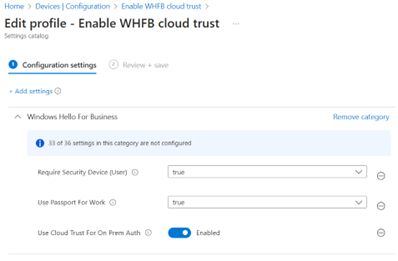 Home > Devices | Configuration > Enable WHFB cloud trust >
Edit profile - Enable WHFB cloud trust ...
Settings catalog
1 Configuration settings 2 Review + save
+ Add settings
Windows Hello For Business Remove category
33 of 36 settings in this category are not configured
Require Security Device (User) true
Use Passport For Work true
Use Cloud Trust For On Prem Auth Enabled